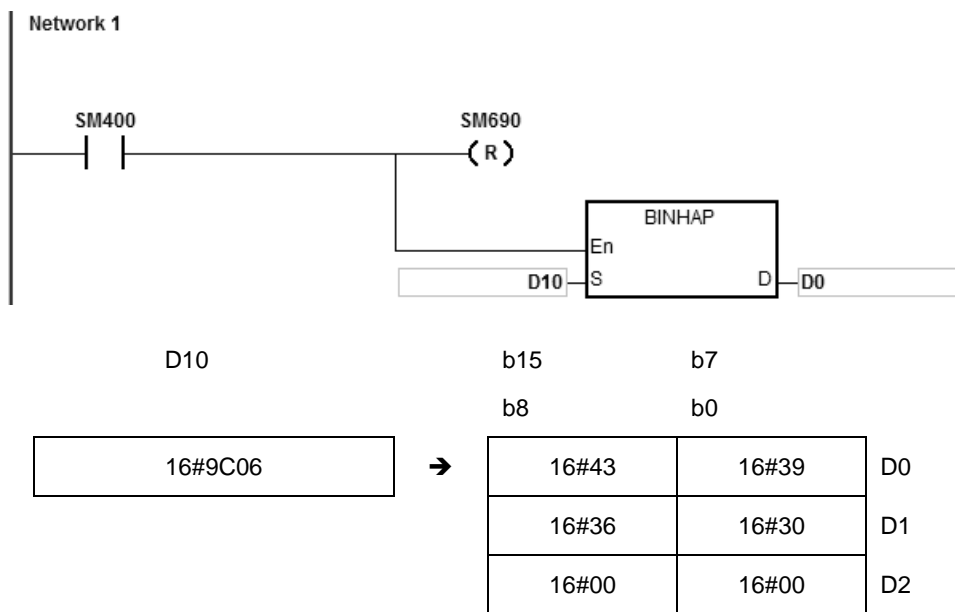 Network 1
SM400 SM690
( R )
BINHAP
En
D10 S D D0
D10 b15 b7
b8 b0
16#9C06 ➔ 16#43 16#39 D0
16#36 16#30 D1
16#00 16#00 D2